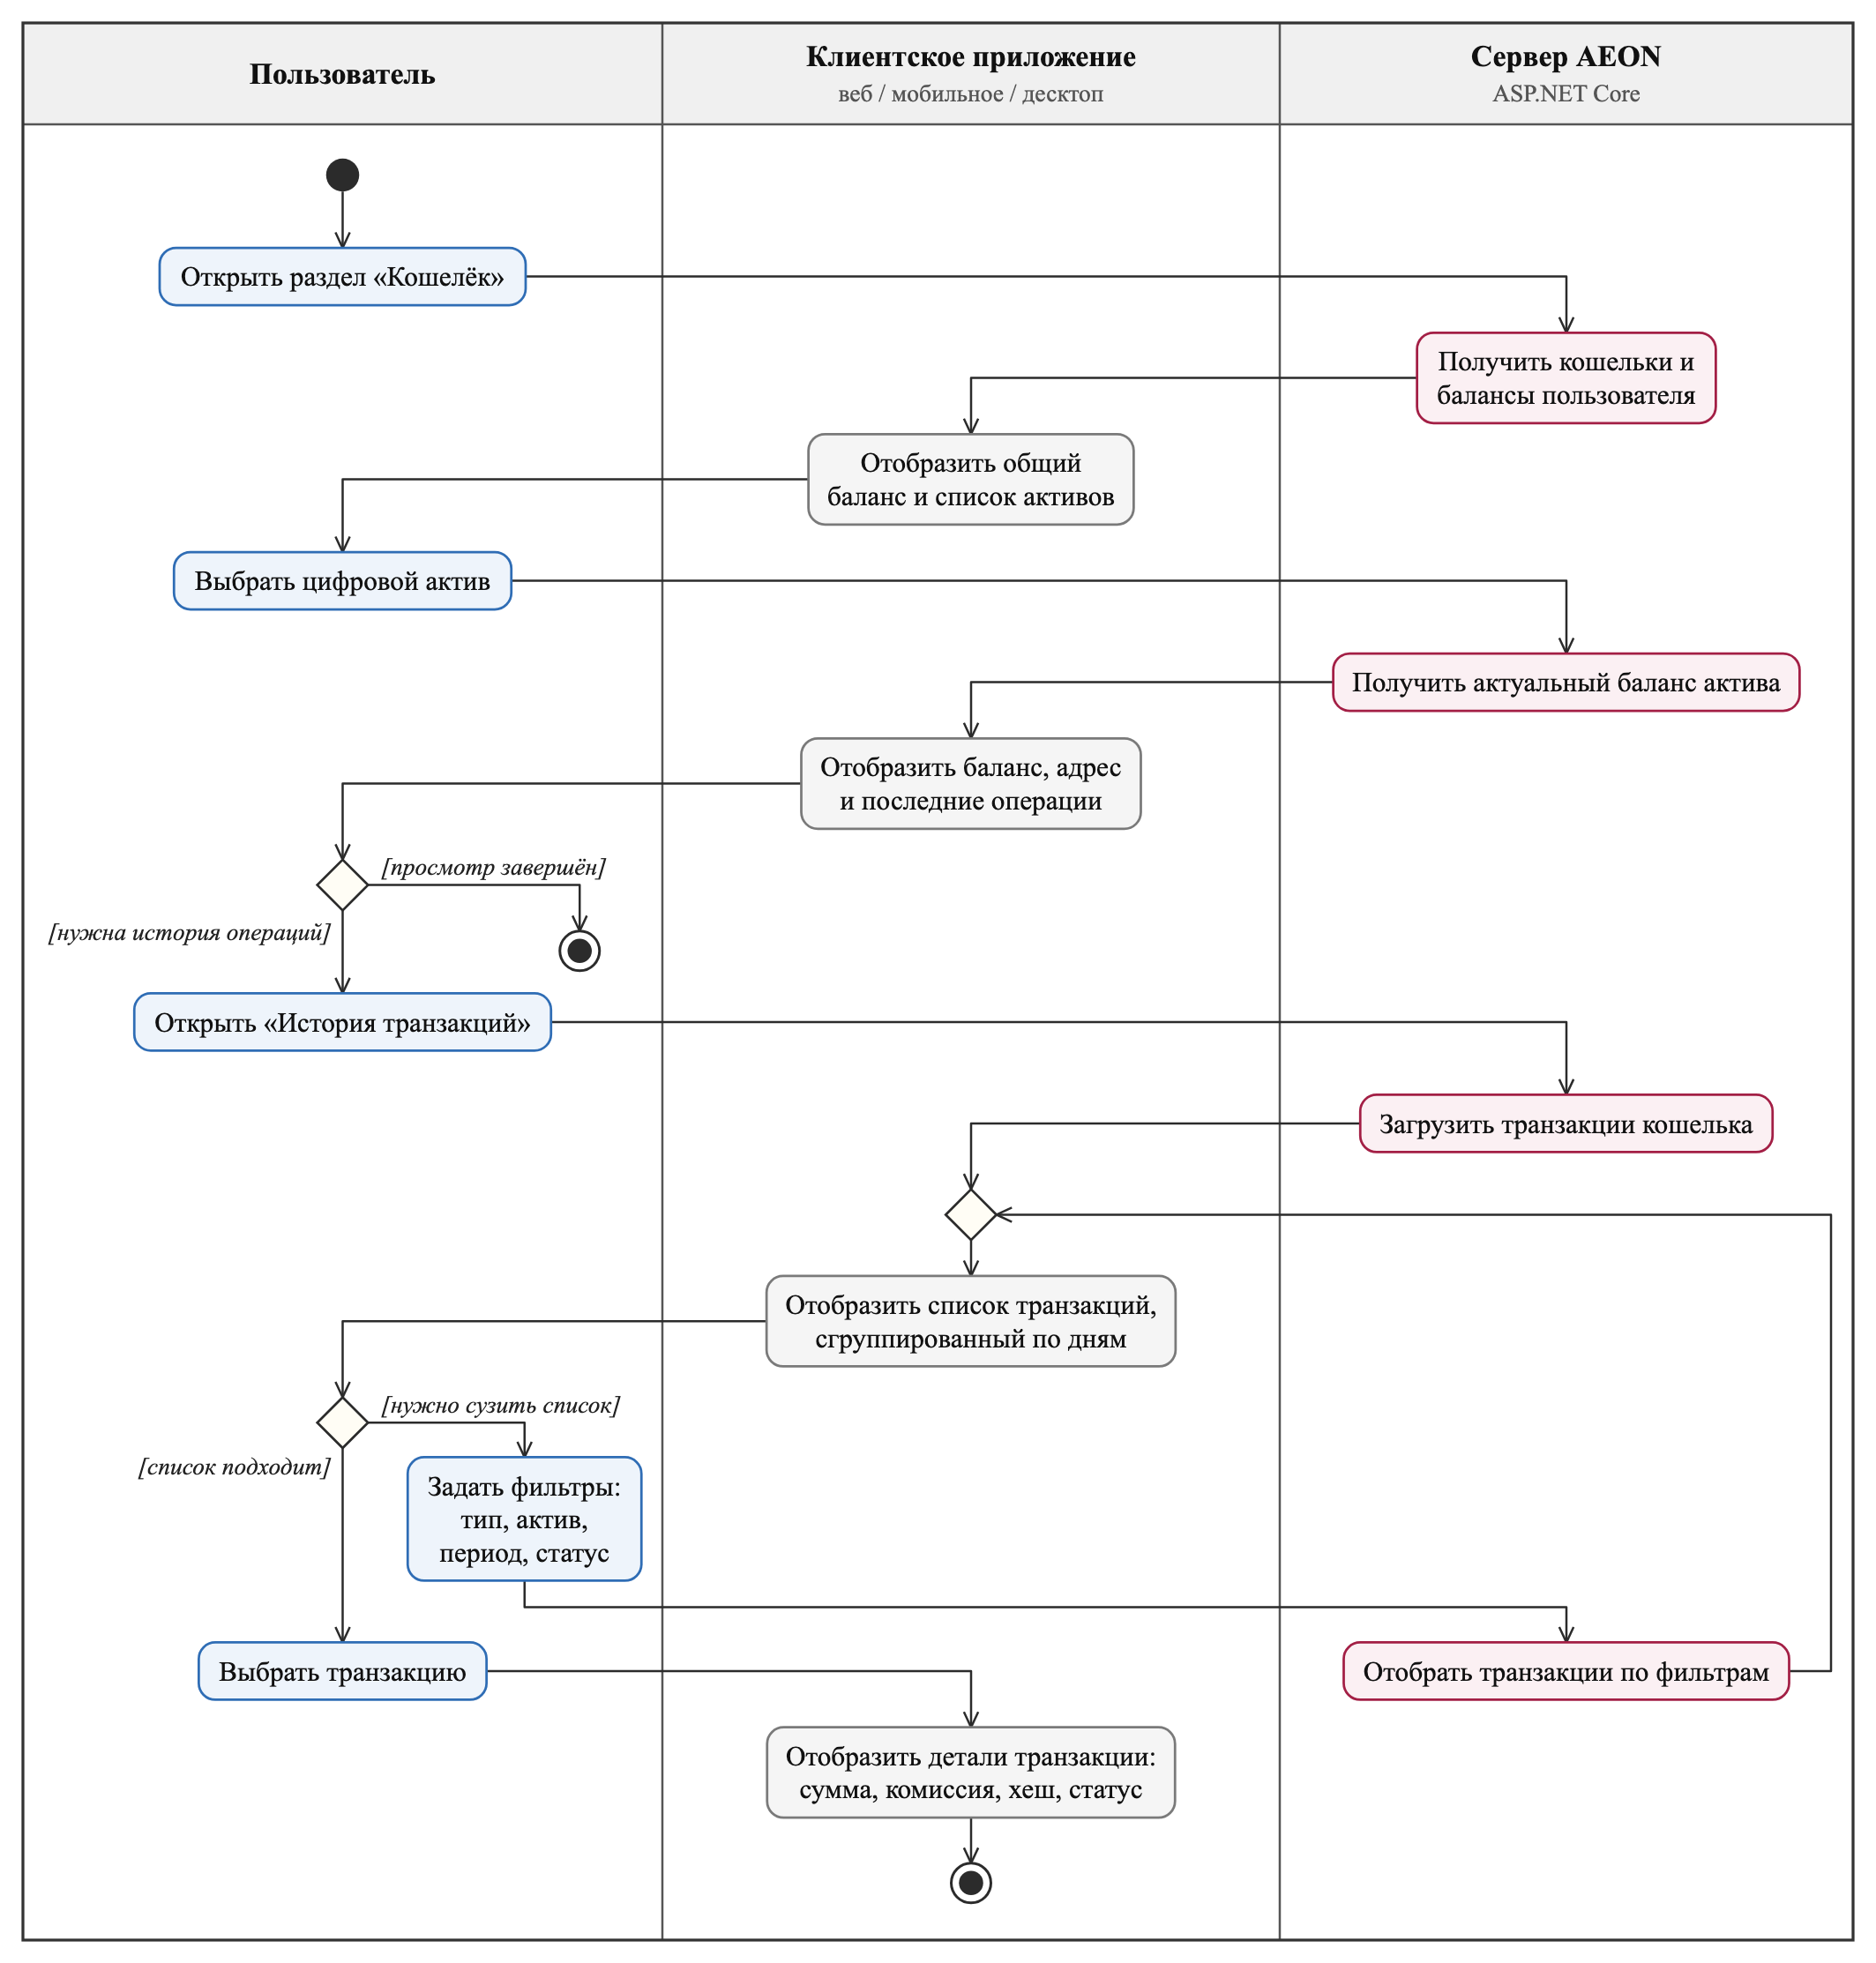 Пользователь
Клиентское приложение
веб / мобильное / десктоп
Сервер AEON
ASP.NET Core
Открыть раздел «Кошелёк»
Получить кошельки и
балансы пользователя
Отобразить общий
баланс и список активов
Выбрать цифровой актив
Получить актуальный баланс актива
Отобразить баланс, адрес
и последние операции
[просмотр завершён]
[нужна история операций]
Открыть «История транзакций»
Загрузить транзакции кошелька
Отобразить список транзакций,
сгруппированный по дням
[нужно сузить список]
[список подходит]
Задать фильтры:
тип, актив,
период, статус
Выбрать транзакцию
Отобрать транзакции по фильтрам
Отобразить детали транзакции:
сумма, комиссия, хеш, статус